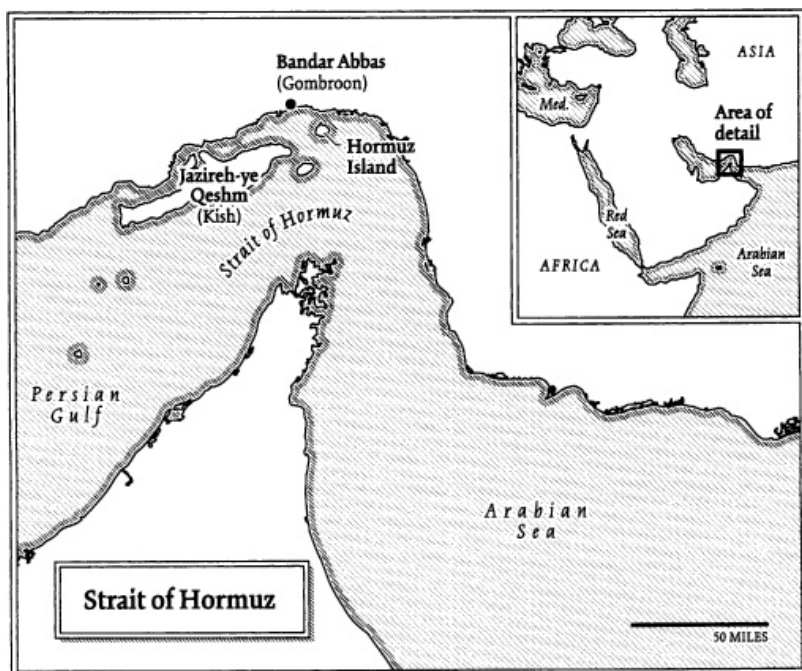 Bandar Abbas
(Gombroon)
Hormuz
Island
Jazireh-ye
Qeshm
(Kish)
Strait of Hormuz
Persian
Gulf
Arabian
Sea
Strait of Hormuz
50 MILES
ASIA
Med.
Area of
detail
Red
Sea
AFRICA
Arabian
Sea